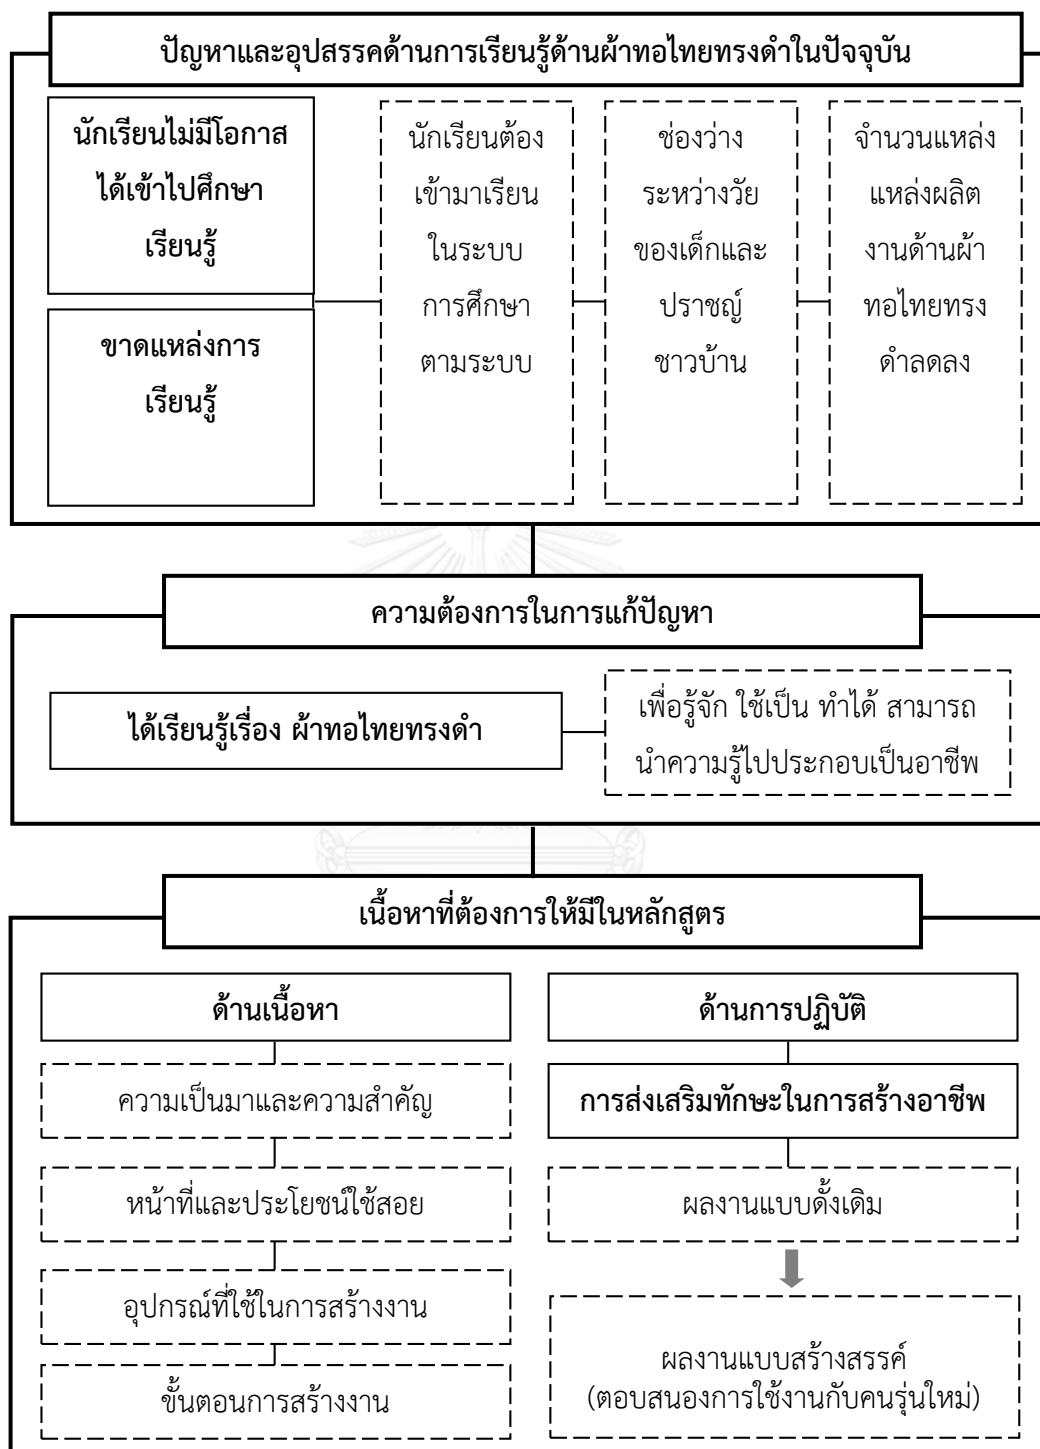 ปัญหาและอุปสรรคด้านการเรียนรู้ด้านผ้าทอไทยทรงดำในปัจจุบัน
นักเรียนไม่มีโอกาส
ได้เข้าไปศึกษา
เรียนรู้
ขาดแหล่งการ
เรียนรู้
นักเรียนต้อง
เข้ามาเรียน
ในระบบ
การศึกษา
ตามระบบ
ช่องว่าง
ระหว่างวัย
ของเด็กและ
ปราชญ์
ชาวบ้าน
จำนวนแหล่ง
แหล่งผลิต
งานด้านผ้า
ทอไทยทรง
ดำลดลง
ความต้องการในการแก้ปัญหา
ได้เรียนรู้เรื่อง ผ้าทอไทยทรงดำ
เพื่อรู้จัก ใช้เป็น ทำได้ สามารถ
นำความรู้ไปประกอบเป็นอาชีพ
เนื้อหาที่ต้องการให้มีในหลักสูตร
ด้านเนื้อหา
ความเป็นมาและความสำคัญ
หน้าที่และประโยชน์ใช้สอย
อุปกรณ์ที่ใช้ในการสร้างงาน
ขั้นตอนการสร้างงาน
ด้านการปฏิบัติ
การส่งเสริมทักษะในการสร้างอาชีพ
ผลงานแบบดั้งเดิม
ผลงานแบบสร้างสรรค์
(ตอบสนองการใช้งานกับคนรุ่นใหม่)